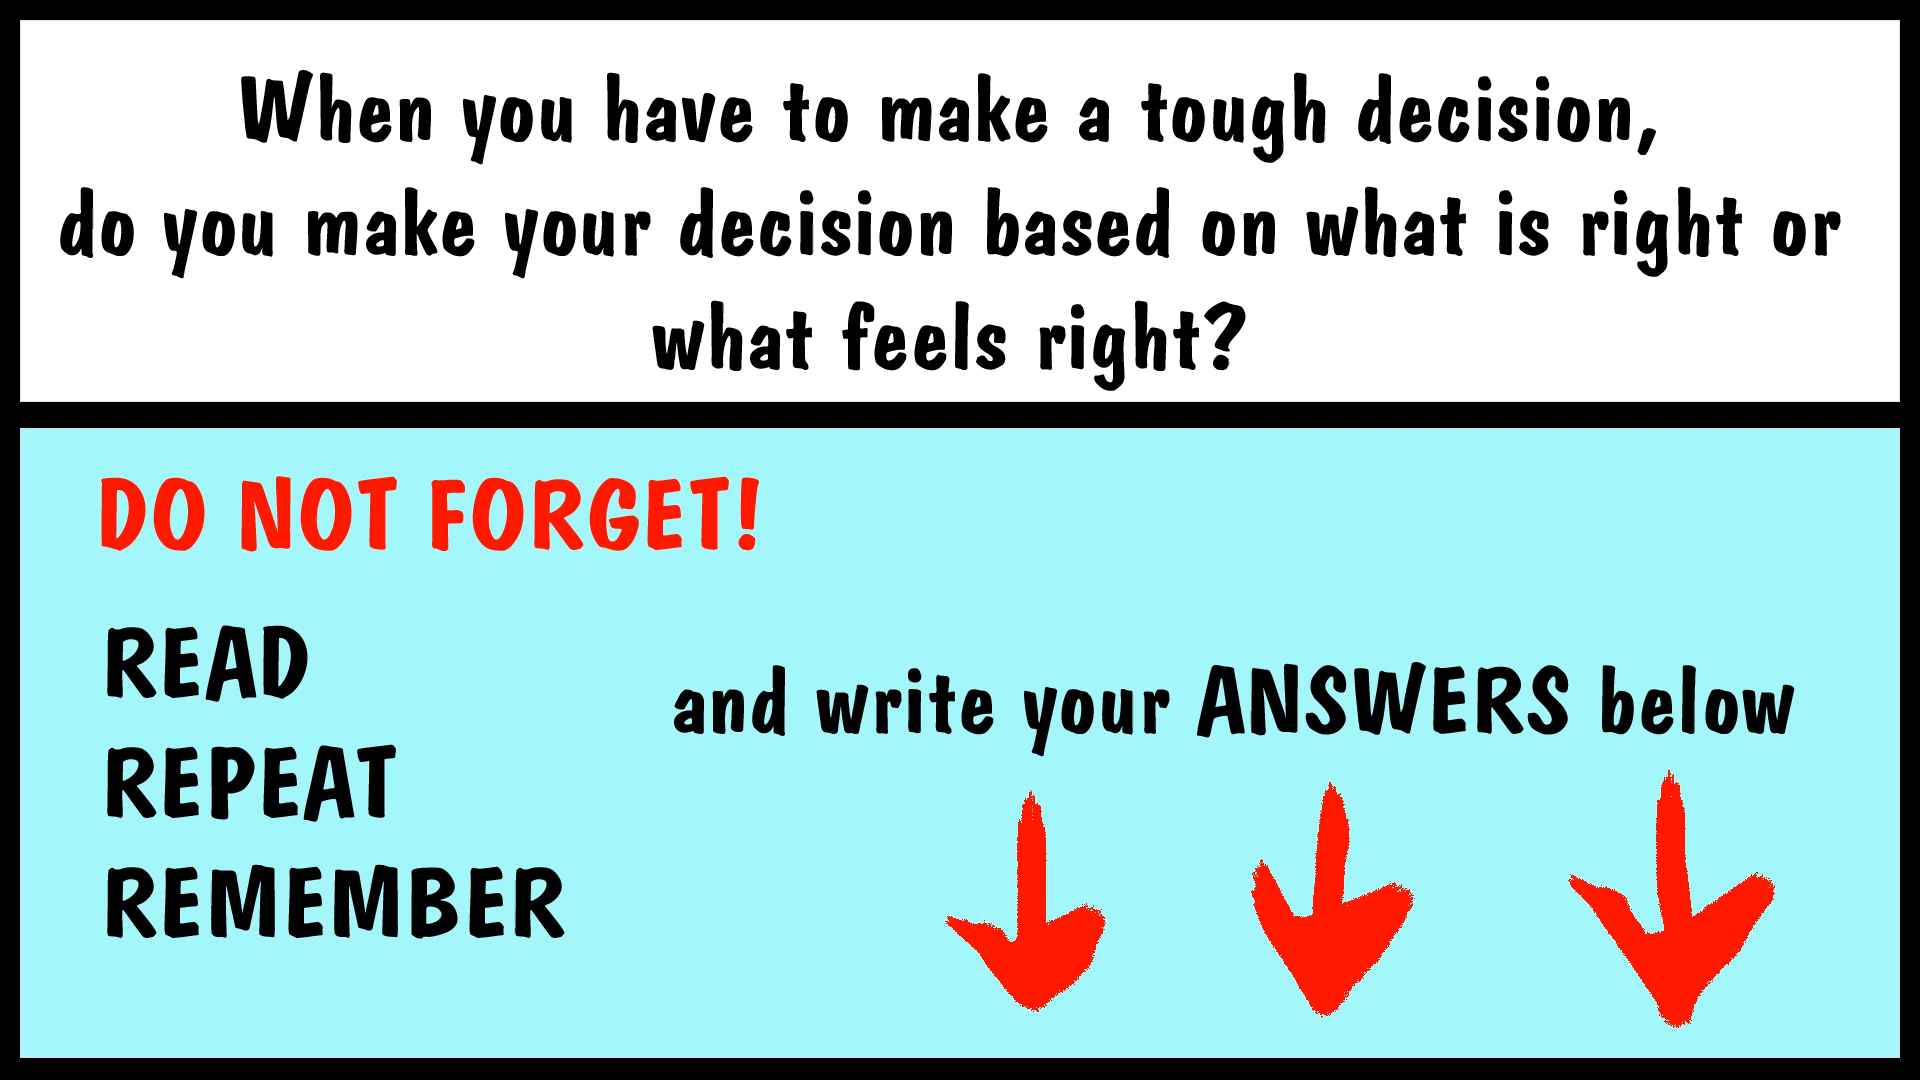 When you have to make a tough decision,
do you make your decision based on what is right or
what feels right?
DO NOT FORGET!
READ
REPEAT
REMEMBER
and write your ANSWERS below